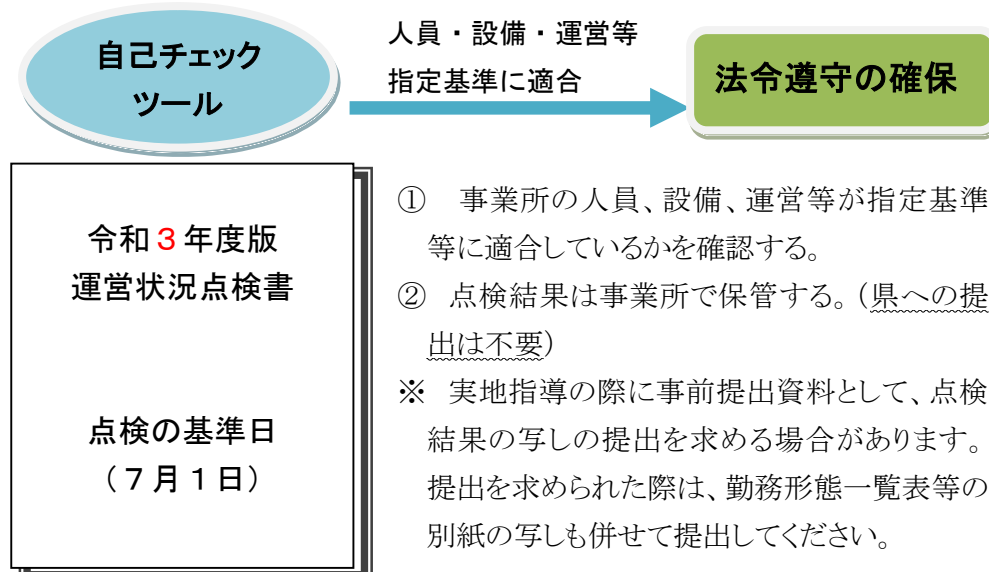 自己チェック
ツール
人員・設備・運営等
指定基準に適合
法令遵守の確保
令和３年度版
運営状況点検書
点検の基準日
（７月１日）
①　事業所の人員、設備、運営等が指定基準
等に適合しているかを確認する。
②　点検結果は事業所で保管する。（県への提
出は不要）
※　実地指導の際に事前提出資料として、点検
結果の写しの提出を求める場合があります。
提出を求められた際は、勤務形態一覧表等の
別紙の写しも併せて提出してください。